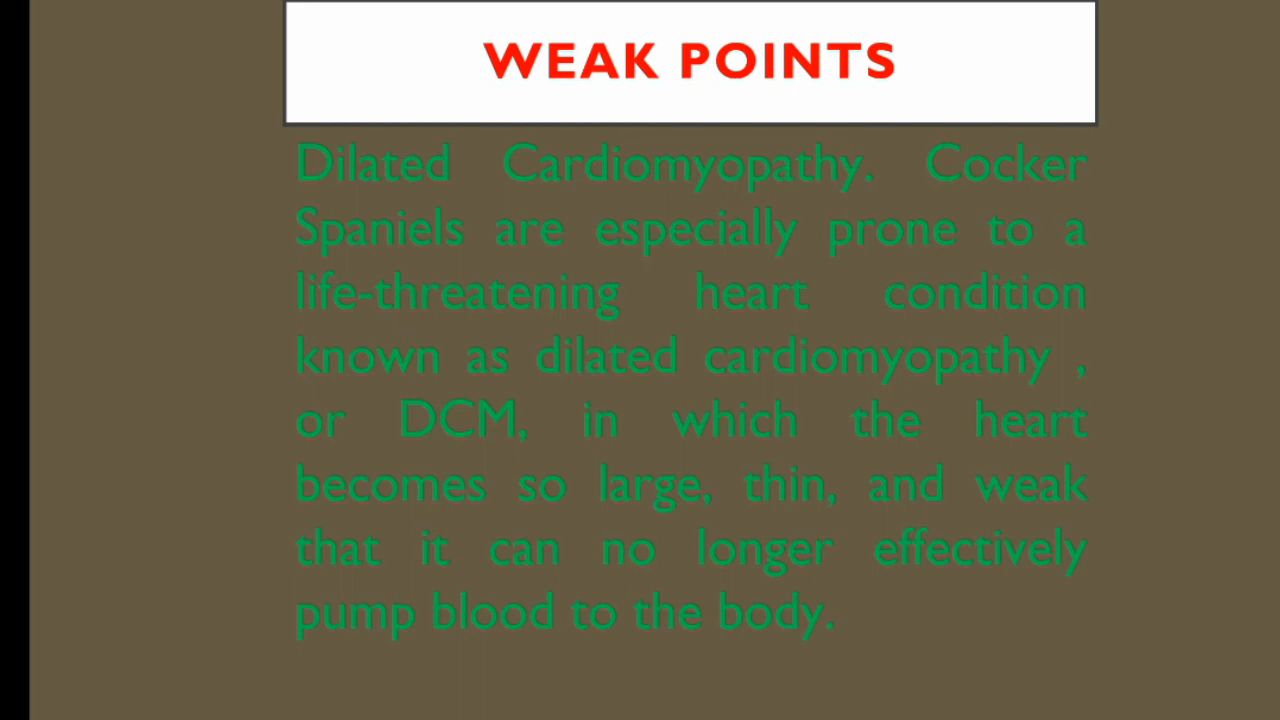 WEAK POINTS
Dilated Cardiomyopathy. Cocker
Spaniels are especially prone to a
life-threatening heart condition
known as dilated cardiomyopathy ,
or DCM, in which the heart
becomes so large, thin, and weak
that it can no longer effectively
pump blood to the body.